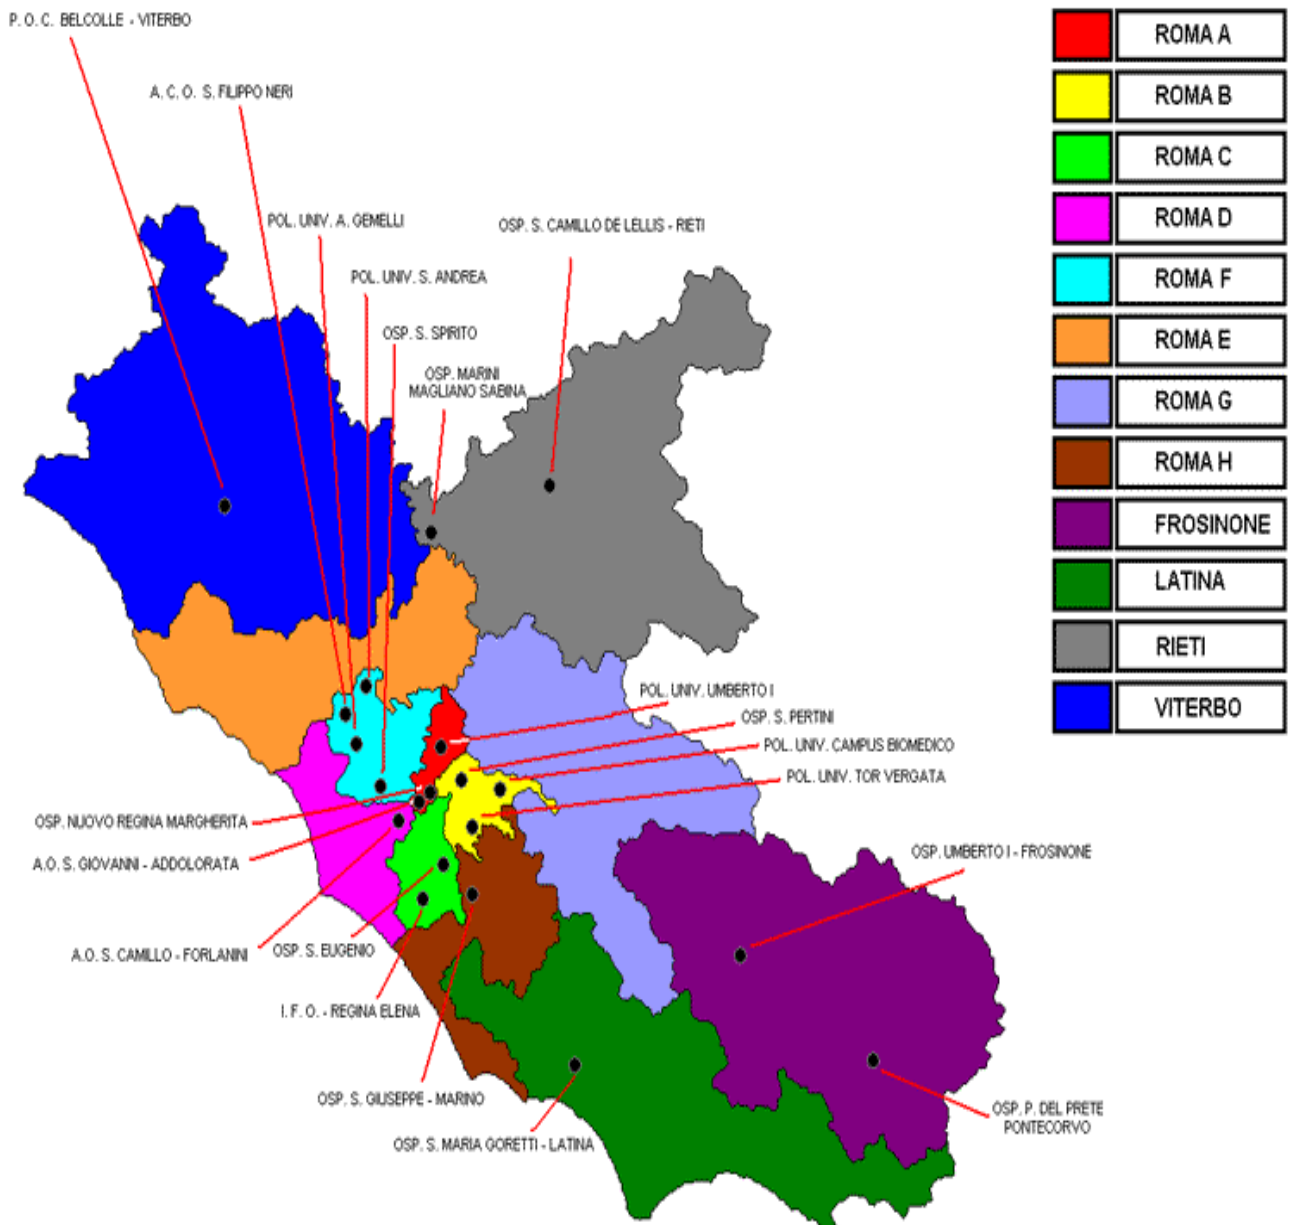 P. O. C. BELCOLLE - VITERBO
A. C. O. S. FILIPPO NERI
POL. UNIV. A. GEMELLI
OSP. S. CAMILLO DE LELLIS - RIETI
POL. UNIV. S. ANDREA
OSP. S. SPIRITO
OSP. MARINI
MAGLIANO SABINA
POL. UNIV. UMBERTO I
OSP. S. PERTINI
POL. UNIV. CAMPUS BIOMEDICO
POL. UNIV. TOR VERGATA
OSP. NUOVO REGINA MARGHERITA
A.O. S. GIOVANNI - ADDOLORATA
OSP. UMBERTO I - FROSINONE
A.O. S. CAMILLO - FORLANINI
OSP. S. EUGENIO
I. F. O. - REGINA ELENA
OSP. S. GIUSEPPE - MARINO
OSP. S. MARIA GORETTI - LATINA
OSP. P. DEL PRETE
PONTECORVO
ROMA A
ROMA B
ROMA C
ROMA D
ROMA F
ROMA E
ROMA G
ROMA H
FROSINONE
LATINA
RIETI
VITERBO